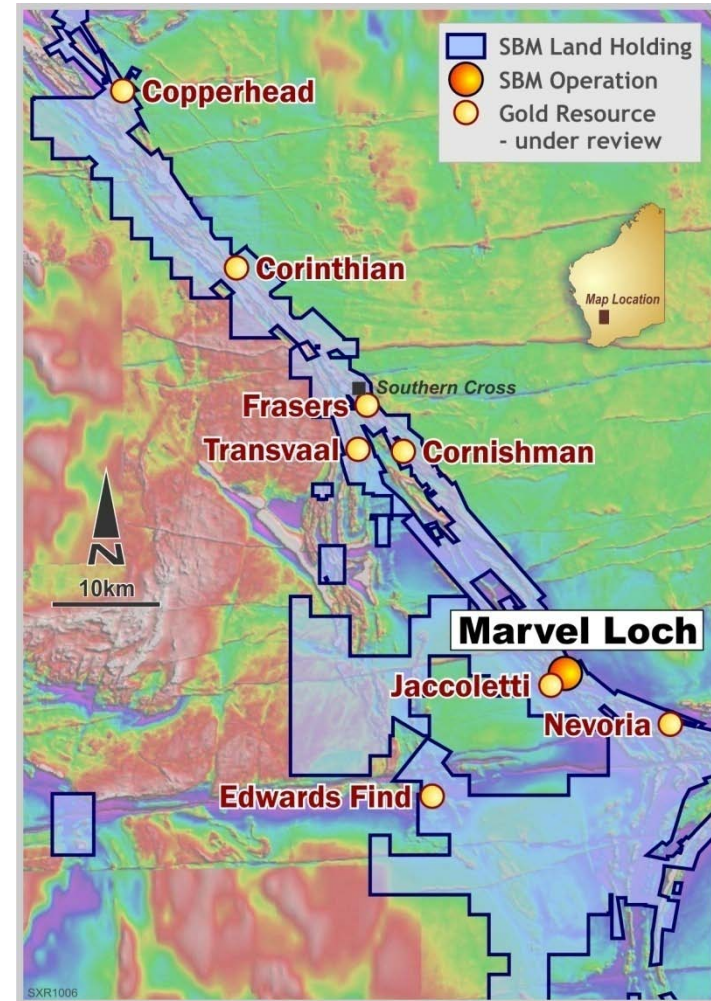 SBM Land Holding
SBM Operation
Gold Resource
- under review
Copperhead
Corinthian
Map Location
Southern Cross
Frasers
Transvaal
Cornishman
N
10km
Marvel Loch
Jaccoletti
Nevoria
Edwards Find
SXR1006